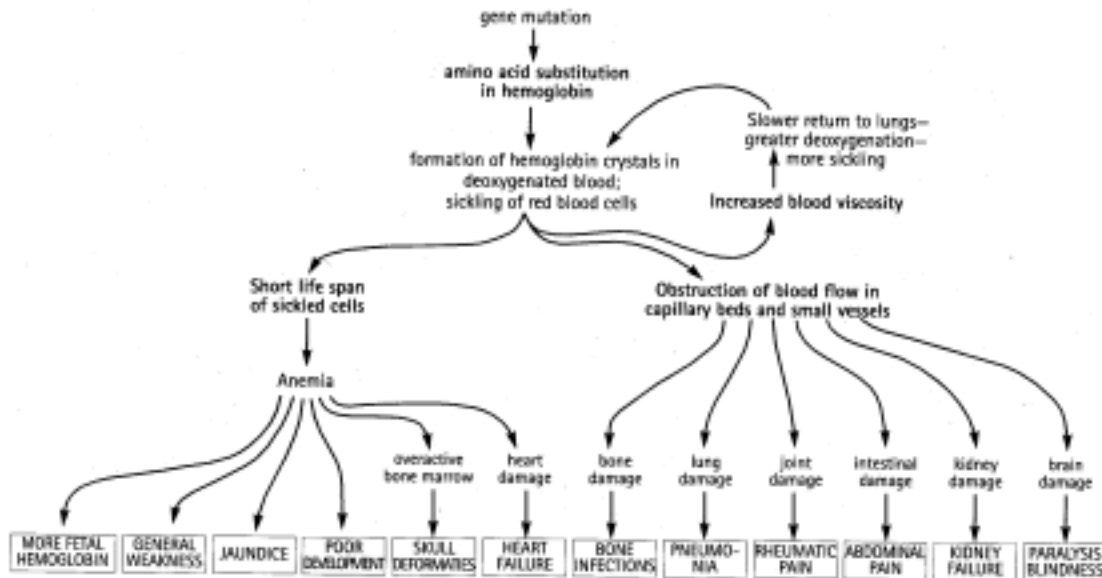 gene mutation
amino acid substitution
in hemoglobin
Slower return to lungs—
greater deoxygenation—
more sickling
formation of hemoglobin crystals in
deoxygenated blood;
sickling of red blood cells
Increased blood viscosity
Short life span
of sickled cells
Obstruction of blood flow in
capillary beds and small vessels
Anemia
overactive
bone marrow
heart
damage
bone
damage
lung
damage
joint
damage
intestinal
damage
kidney
damage
brain
damage
MORE FETAL
HEMOGLOBIN
GENERAL
WEAKNESS
JAUNDICE
POOR
DEVELOPMENT
SKULL
DEFORMATIES
HEART
FAILURE
BONE
INFECTIONS
PNEUMO-
NIA
RHEUMATIC
PAIN
ABDOMINAL
PAIN
KIDNEY
FAILURE
PARALYSIS
BLINDNESS